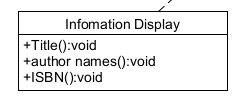 Infomation Display
+Title():void
+author names():void
+ISBN():void